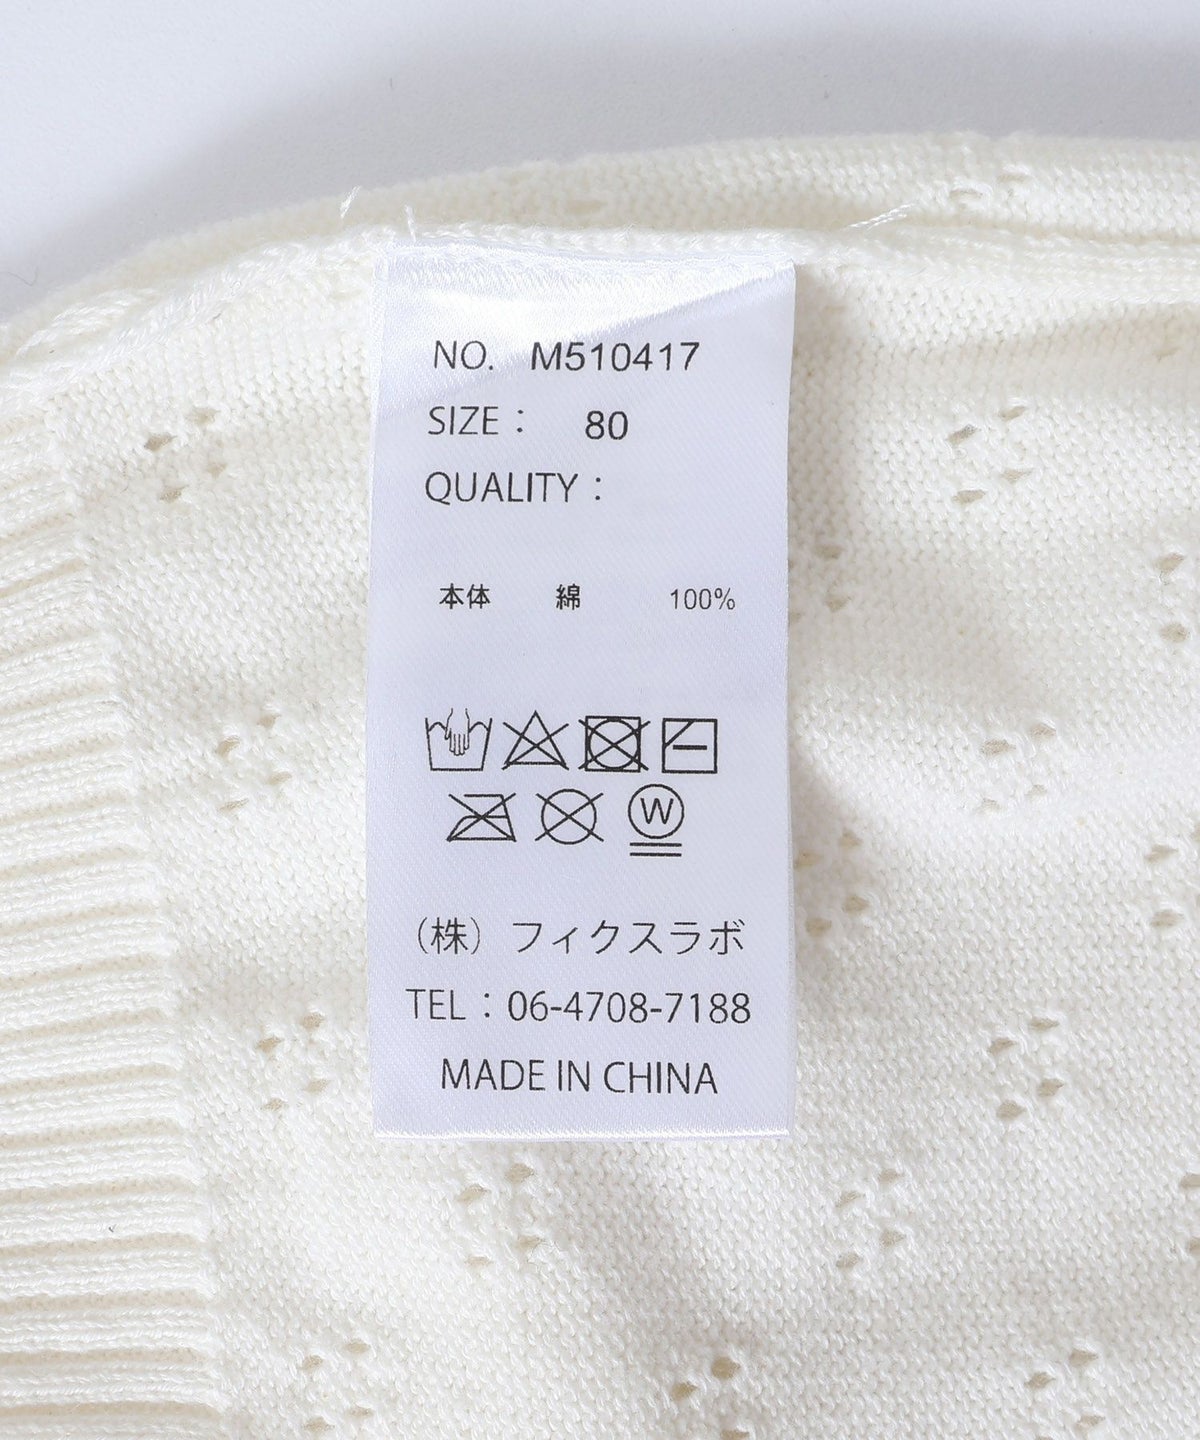 NO. M510417
SIZE： 80
QUALITY：
本体 綿 100%
W
（株）フィクスラボ
TEL：06-4708-7188
MADE IN CHINA